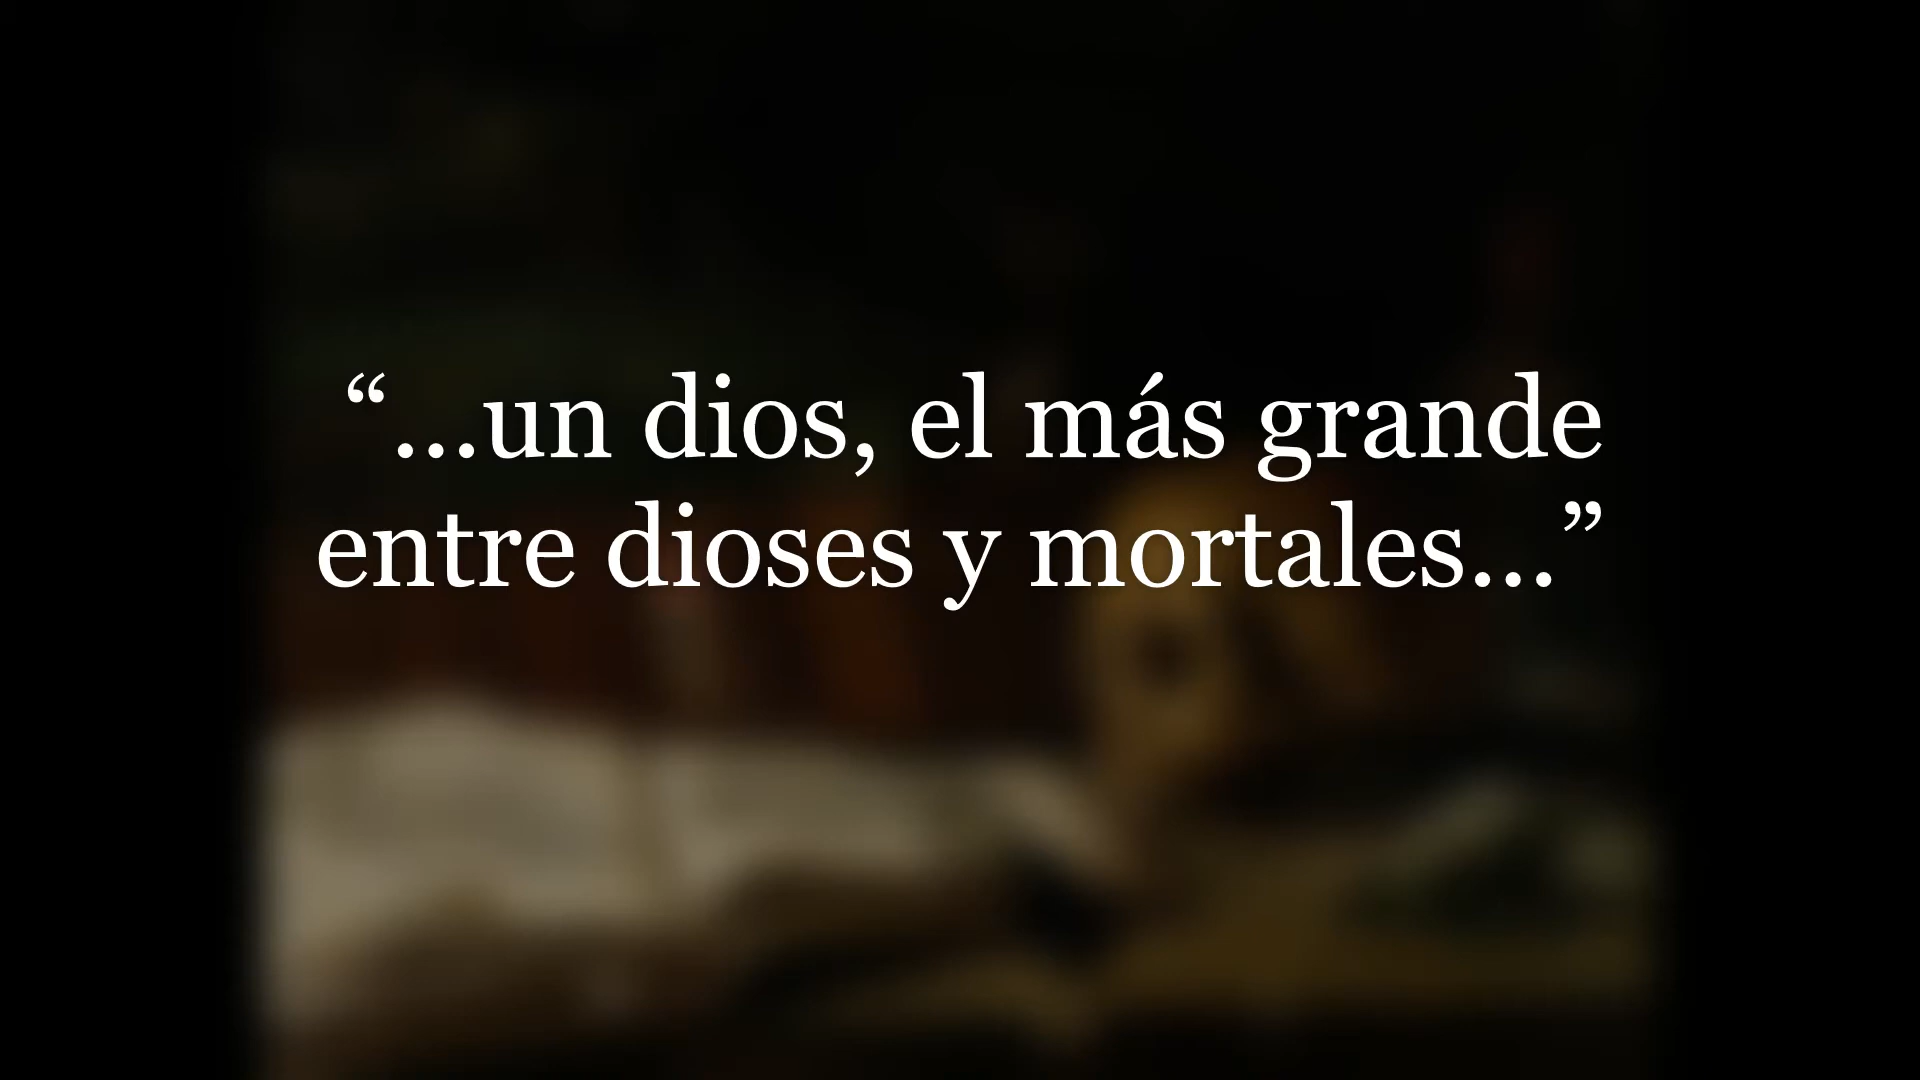 “...un dios, el más grande
entre dioses y mortales...”